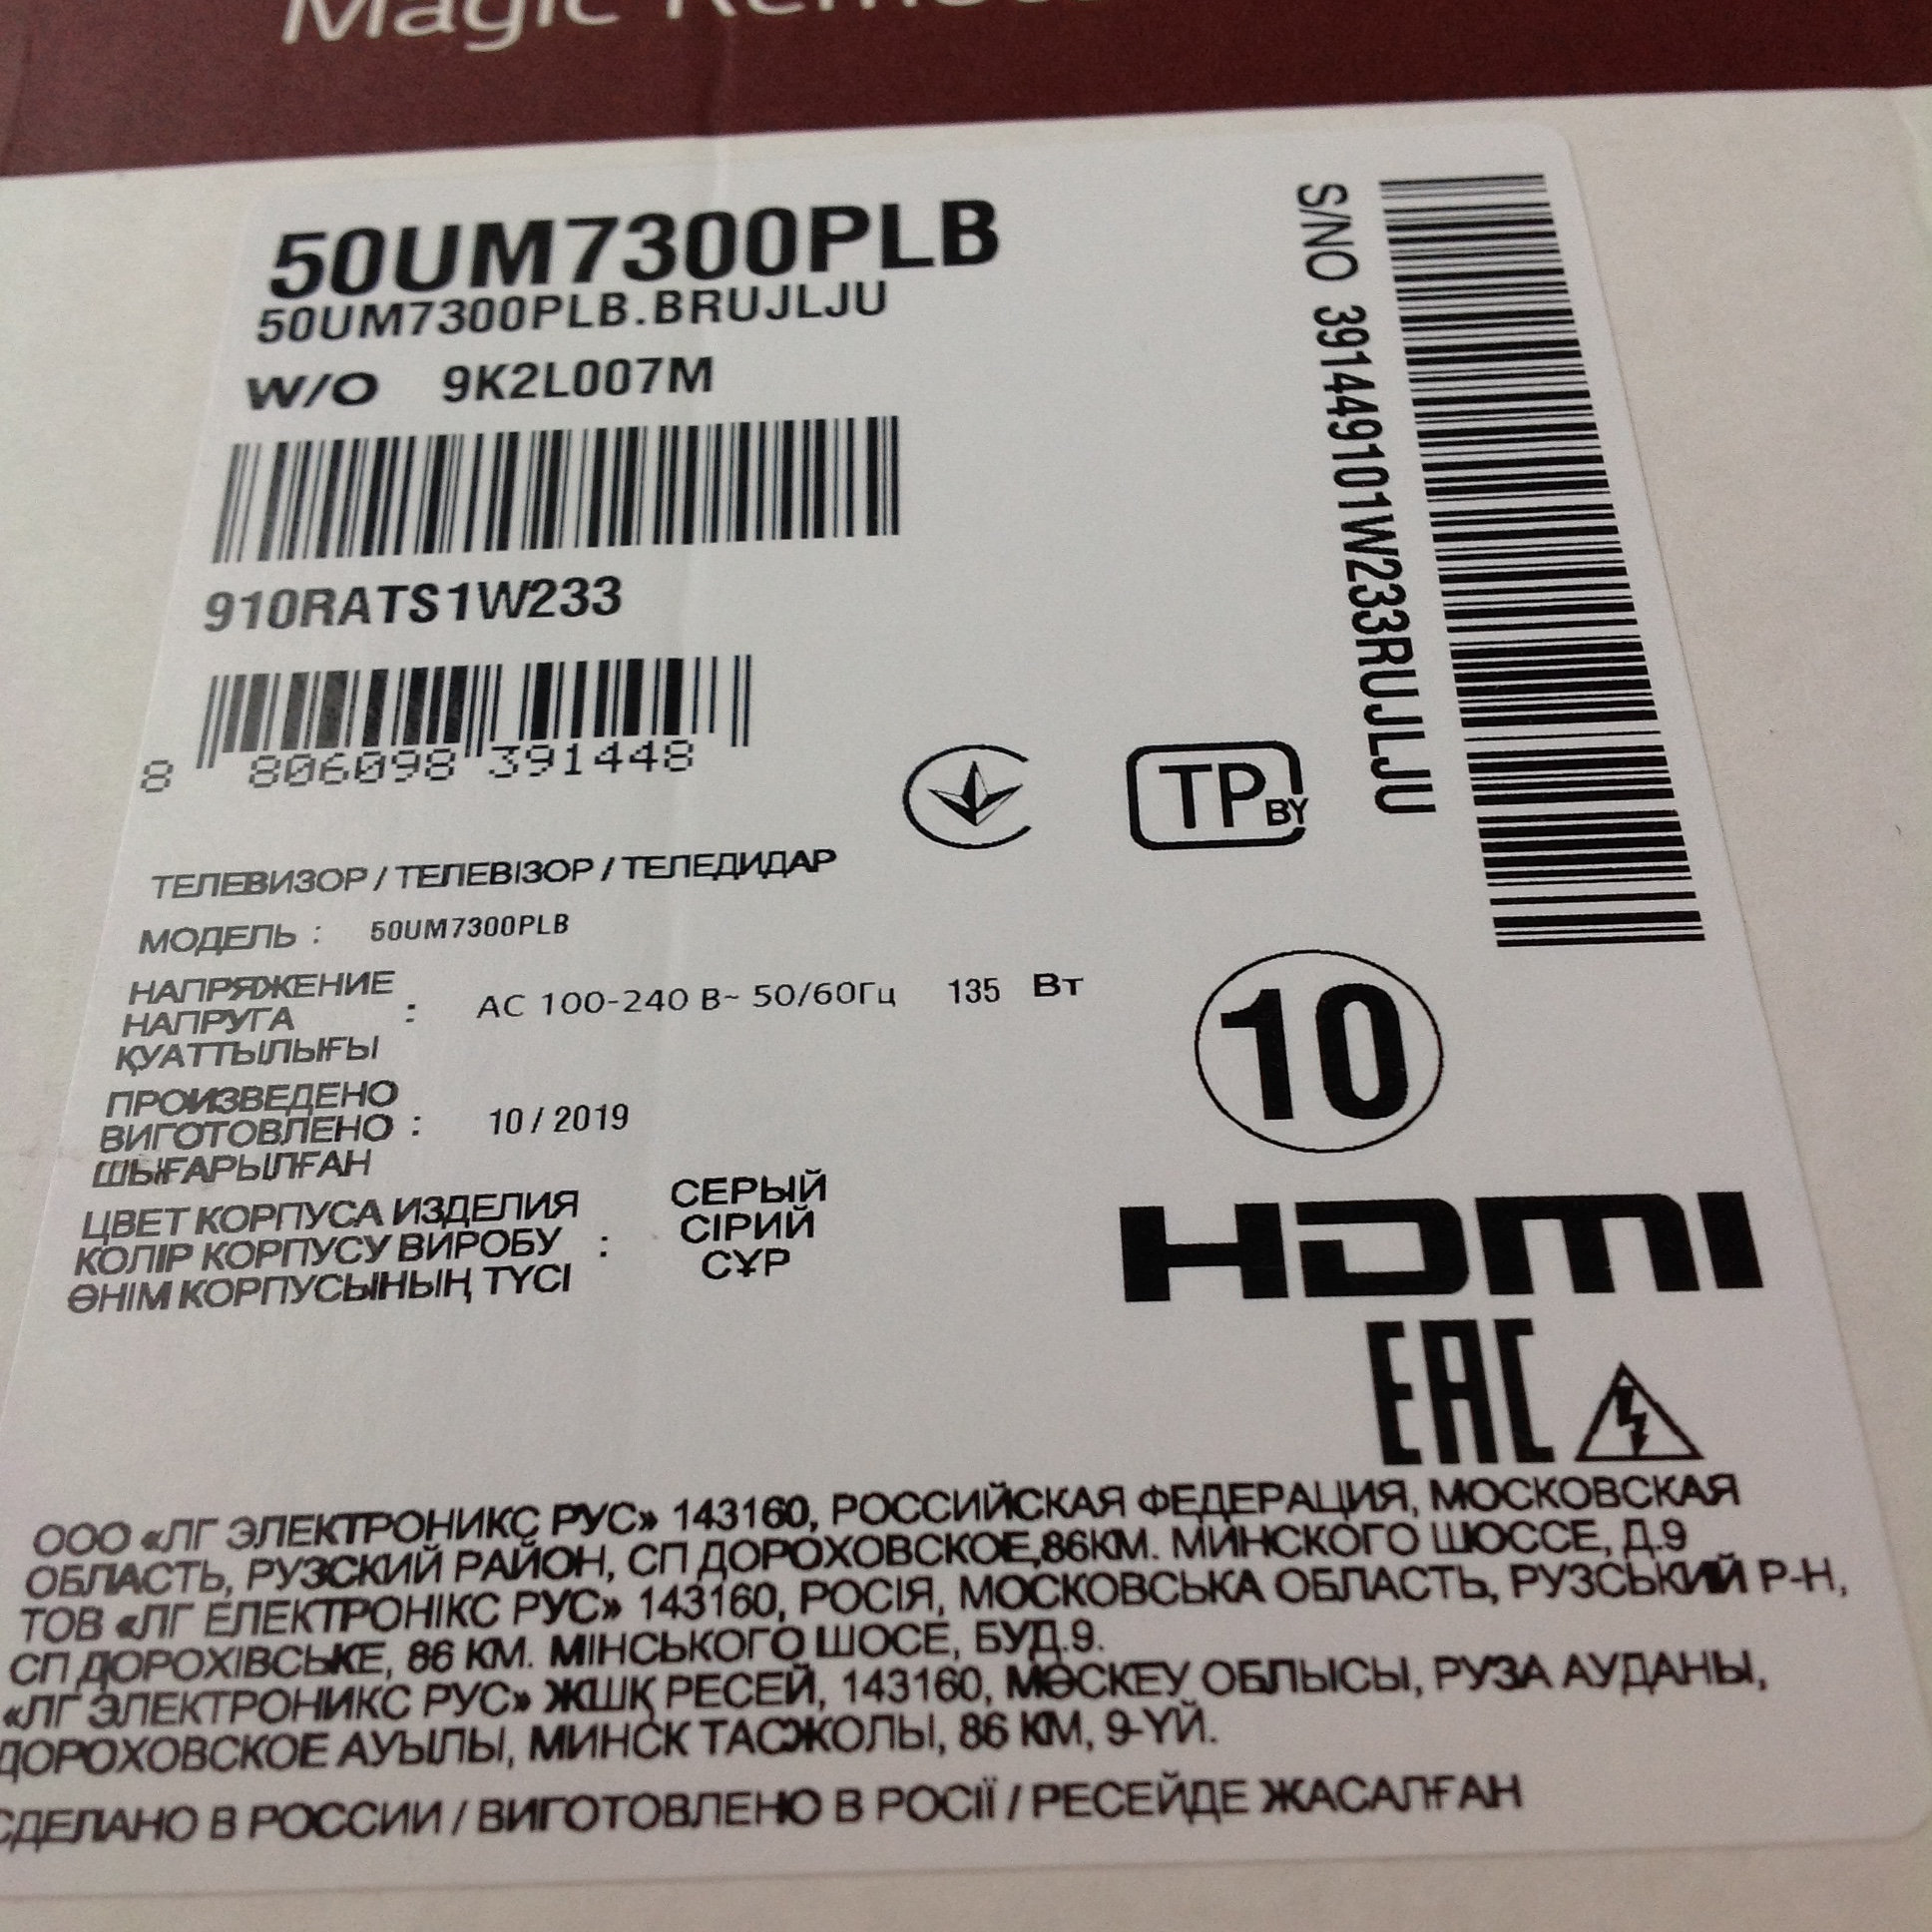 Magic
50UM7300PLB
50UM7300PLB.BRUJLJU
W/O 9K2L007M
910RATS1W233
8 806098 391448
S/NO 391449101W233RUJLJU
TP BY
ТЕЛЕВИЗОР / ТЕЛЕВІЗОР / ТЕЛЕДИДАР
МОДЕЛЬ : 50UM7300PLB
НАПРЯЖЕНИЕ
НАПРУГА : AC 100-240 В~ 50/60Гц 135 Вт
ҚУАТТЫЛЫҒЫ
10
ПРОИЗВЕДЕНО
ВИГОТОВЛЕНО : 10 / 2019
ШЫҒАРЫЛҒАН
ЦВЕТ КОРПУСА ИЗДЕЛИЯ СЕРЫЙ
КОЛІР КОРПУСУ ВИРОБУ : СІРИЙ
ӨНІМ КОРПУСЫНЫҢ ТҮСІ СҰР
HDMI
EAC
ООО «ЛГ ЭЛЕКТРОНИКС РУС» 143160, РОССИЙСКАЯ ФЕДЕРАЦИЯ, МОСКОВСКАЯ
ОБЛАСТЬ, РУЗСКИЙ РАЙОН, СП ДОРОХОВСКОЕ,86КМ. МИНСКОГО ШОССЕ, Д.9
ТОВ «ЛГ ЕЛЕКТРОНІКС РУС» 143160, РОСІЯ, МОСКОВСЬКА ОБЛАСТЬ, РУЗСЬКИЙ Р-Н,
СП ДОРОХІВСЬКЕ, 86 КМ. МІНСЬКОГО ШОСЕ, БУД.9.
«ЛГ ЭЛЕКТРОНИКС РУС» ЖШҚ РЕСЕЙ, 143160, МӘСКЕУ ОБЛЫСЫ, РУЗА АУДАНЫ,
ДОРОХОВСКОЕ АУЫЛЫ, МИНСК ТАСЖОЛЫ, 86 КМ, 9-ҮЙ.
СДЕЛАНО В РОССИИ / ВИГОТОВЛЕНО В РОСІЇ / РЕСЕЙДЕ ЖАСАЛҒАН